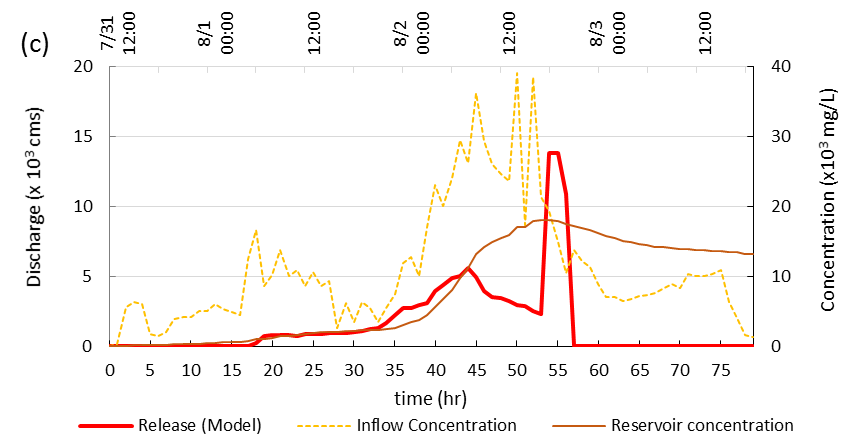 (c)
7/31 12:00
8/1 00:00
12:00
8/2 00:00
12:00
8/3 00:00
12:00
Discharge (x 10³ cms)
20
15
10
5
0
40
30
20
10
0
Concentration (x10³ mg/L)
0 5 10 15 20 25 30 35 40 45 50 55 60 65 70 75
time (hr)
Release (Model) Inflow Concentration Reservoir concentration